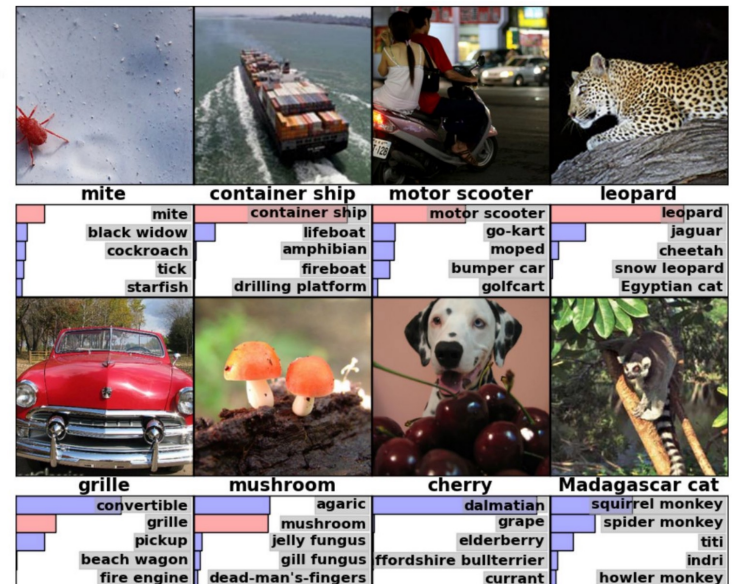 mite container ship motor scooter leopard
mite
black widow
cockroach
tick
starfish
container ship
lifeboat
amphibian
fireboat
drilling platform
motor scooter
go-kart
moped
bumper car
golfcart
leopard
jaguar
cheetah
snow leopard
Egyptian cat
grille mushroom cherry Madagascar cat
convertible
grille
pickup
beach wagon
fire engine
agaric
mushroom
jelly fungus
gill fungus
dead-man's-fingers
dalmatian
grape
elderberry
ffordshire bullterrier
currant
squirrel monkey
spider monkey
titi
indri
howler monkey